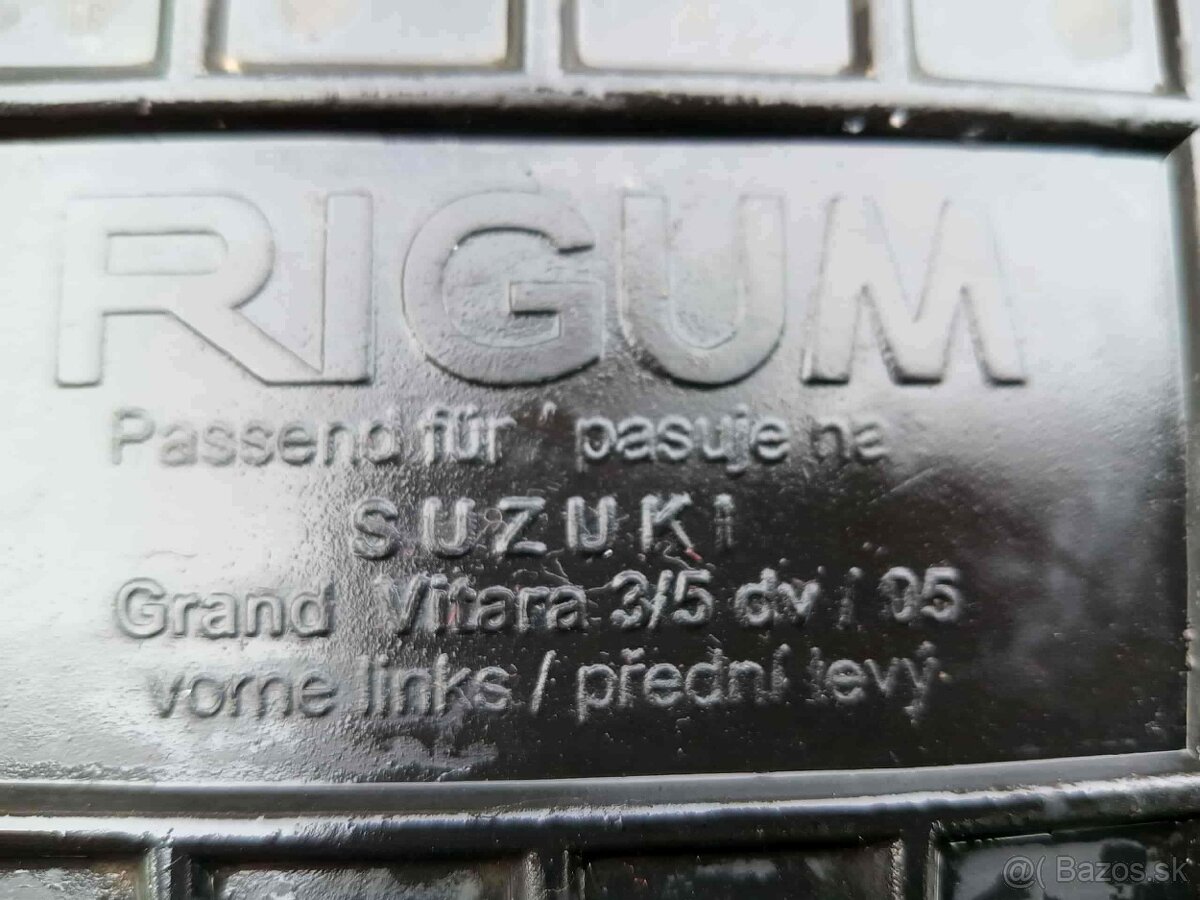 RIGUM
Passend für / pasuje na
SUZUKI
Grand Vitara 3/5 dv / 05
vorne links / přední levý
@( Bazos.sk